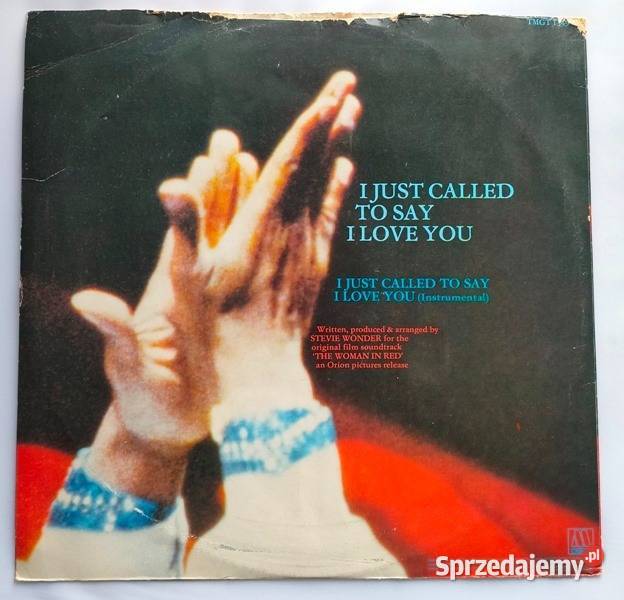 I JUST CALLED
TO SAY
I LOVE YOU
I JUST CALLED TO SAY
I LOVE YOU (Instrumental)
Written, produced & arranged by
STEVIE WONDER for the
original film soundtrack
'THE WOMAN IN RED'
an Orion pictures release
Sprzedajemy.pl